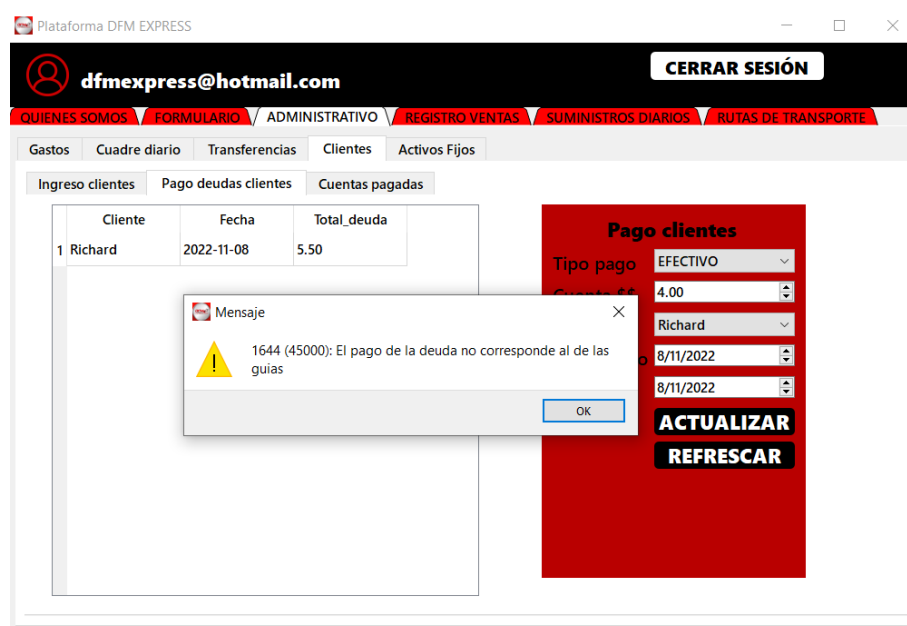 Plataforma DFM EXPRESS
dfmexpress@hotmail.com
CERRAR SESIÓN
QUIENES SOMOS FORMULARIO ADMINISTRATIVO REGISTRO VENTAS SUMINISTROS DIARIOS RUTAS DE TRANSPORTE
Gastos Cuadre diario Transferencias Clientes Activos Fijos
Ingreso clientes Pago deudas clientes Cuentas pagadas
Cliente Fecha Total_deuda
1 Richard 2022-11-08 5.50
Pago clientes
Tipo pago EFECTIVO
Cuenta $$ 4.00
Richard
8/11/2022
8/11/2022
ACTUALIZAR
REFRESCAR
Mensaje
1644 (45000): El pago de la deuda no corresponde al de las
guias
OK